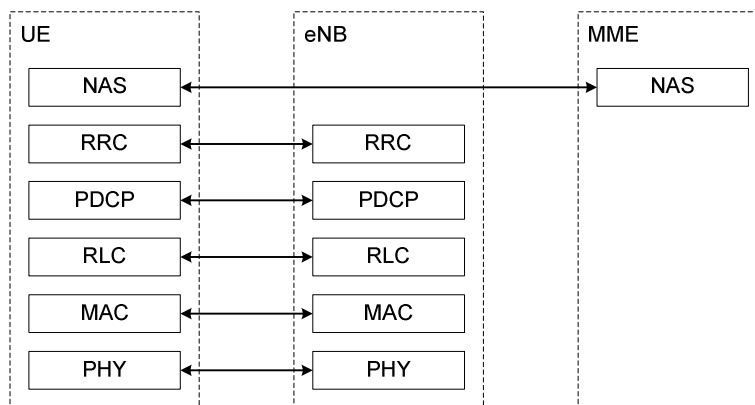 UE eNB MME
NAS NAS
RRC RRC
PDCP PDCP
RLC RLC
MAC MAC
PHY PHY